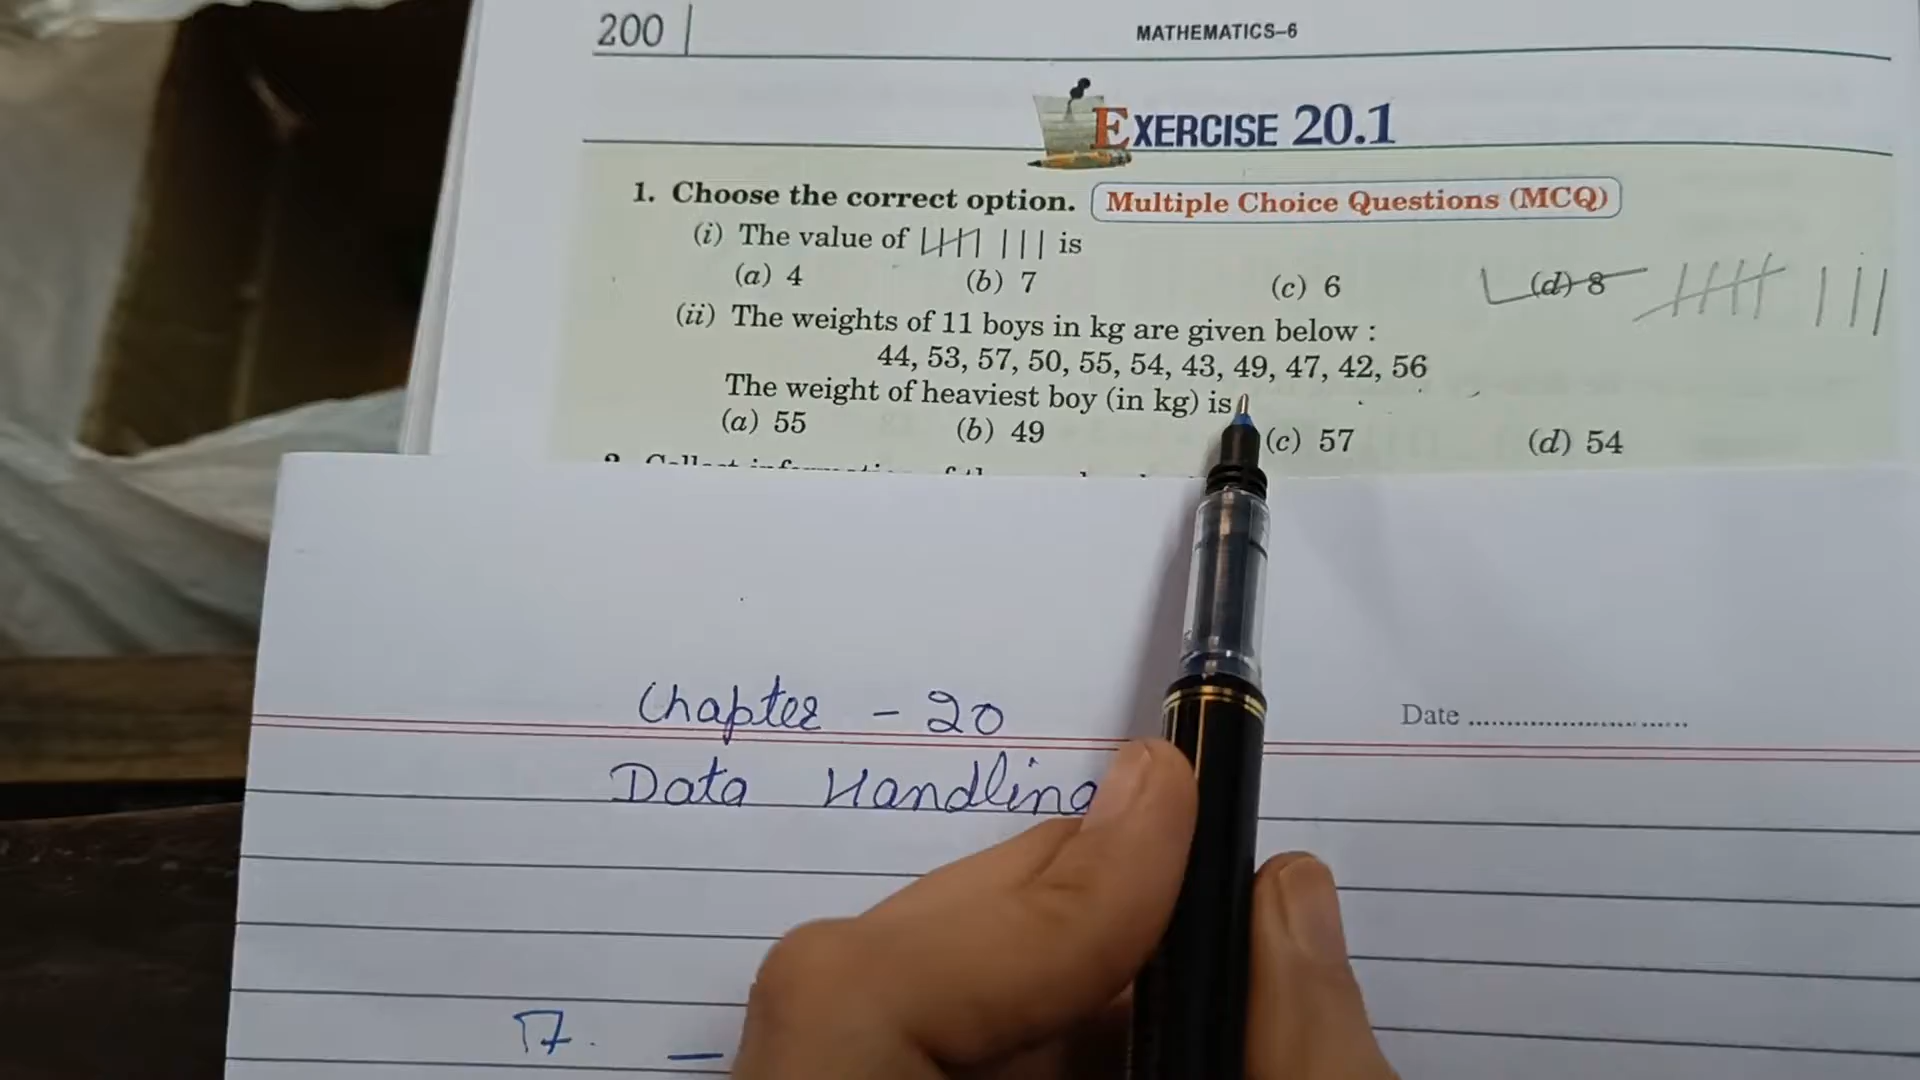 200
MATHEMATICS–6
EXERCISE 20.1
1. Choose the correct option. Multiple Choice Questions (MCQ)
(i) The value of is
(a) 4 (b) 7 (c) 6 (d) 8
(ii) The weights of 11 boys in kg are given below :
44, 53, 57, 50, 55, 54, 43, 49, 47, 42, 56
The weight of heaviest boy (in kg) is
(a) 55 (b) 49 (c) 57 (d) 54
Chapter - 20
Date ..............................
Data Handling